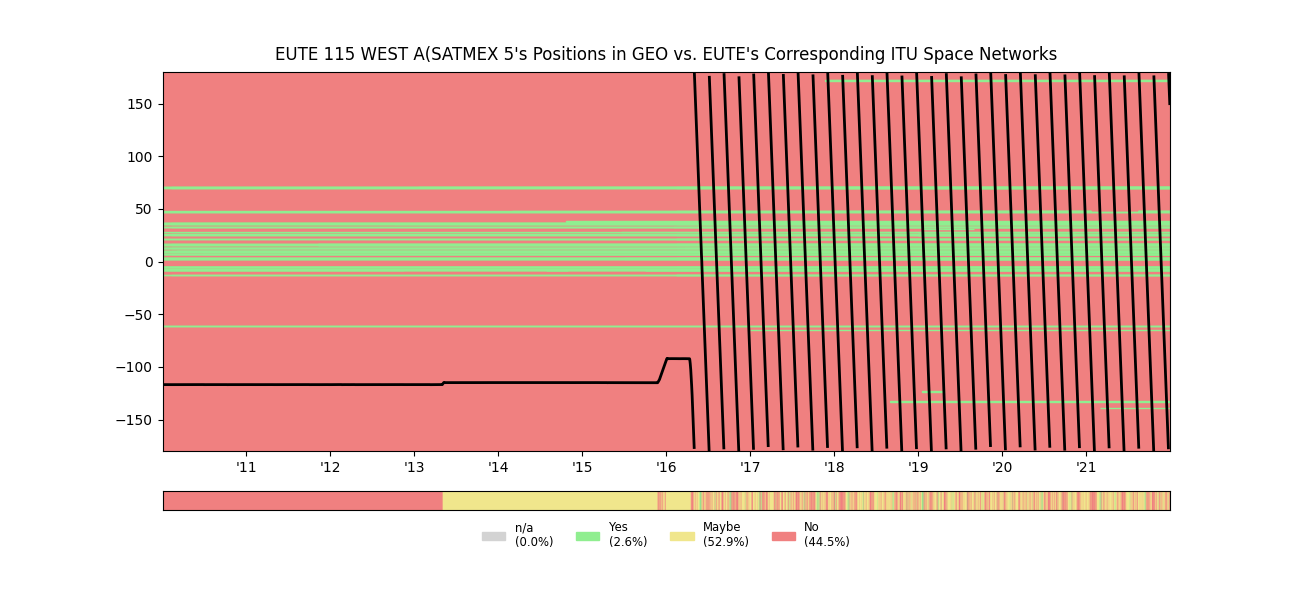 EUTE 115 WEST A(SATMEX 5's Positions in GEO vs. EUTE's Corresponding ITU Space Networks
150
100
50
0
−50
−100
−150
'11 '12 '13 '14 '15 '16 '17 '18 '19 '20 '21
n/a Yes Maybe No
(0.0%) (2.6%) (52.9%) (44.5%)